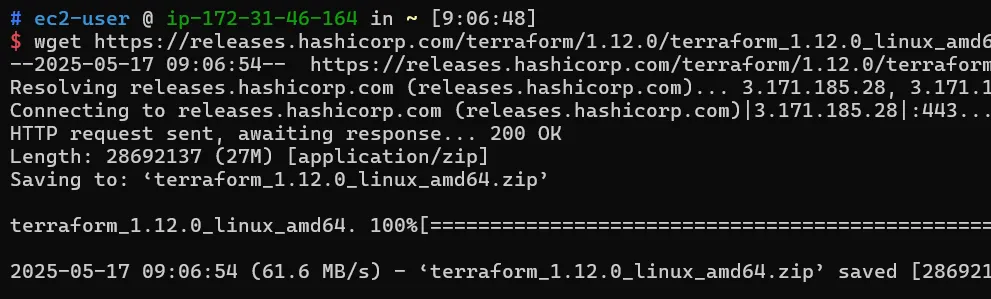 # ec2-user @ ip-172-31-46-164 in ~ [9:06:48]
$ wget https://releases.hashicorp.com/terraform/1.12.0/terraform_1.12.0_linux_amd6
--2025-05-17 09:06:54--  https://releases.hashicorp.com/terraform/1.12.0/terraform
Resolving releases.hashicorp.com (releases.hashicorp.com)... 3.171.185.28, 3.171.1
Connecting to releases.hashicorp.com (releases.hashicorp.com)|3.171.185.28|:443...
HTTP request sent, awaiting response... 200 OK
Length: 28692137 (27M) [application/zip]
Saving to: ‘terraform_1.12.0_linux_amd64.zip’
terraform_1.12.0_linux_amd64. 100%[===============================================
2025-05-17 09:06:54 (61.6 MB/s) - ‘terraform_1.12.0_linux_amd64.zip’ saved [286921